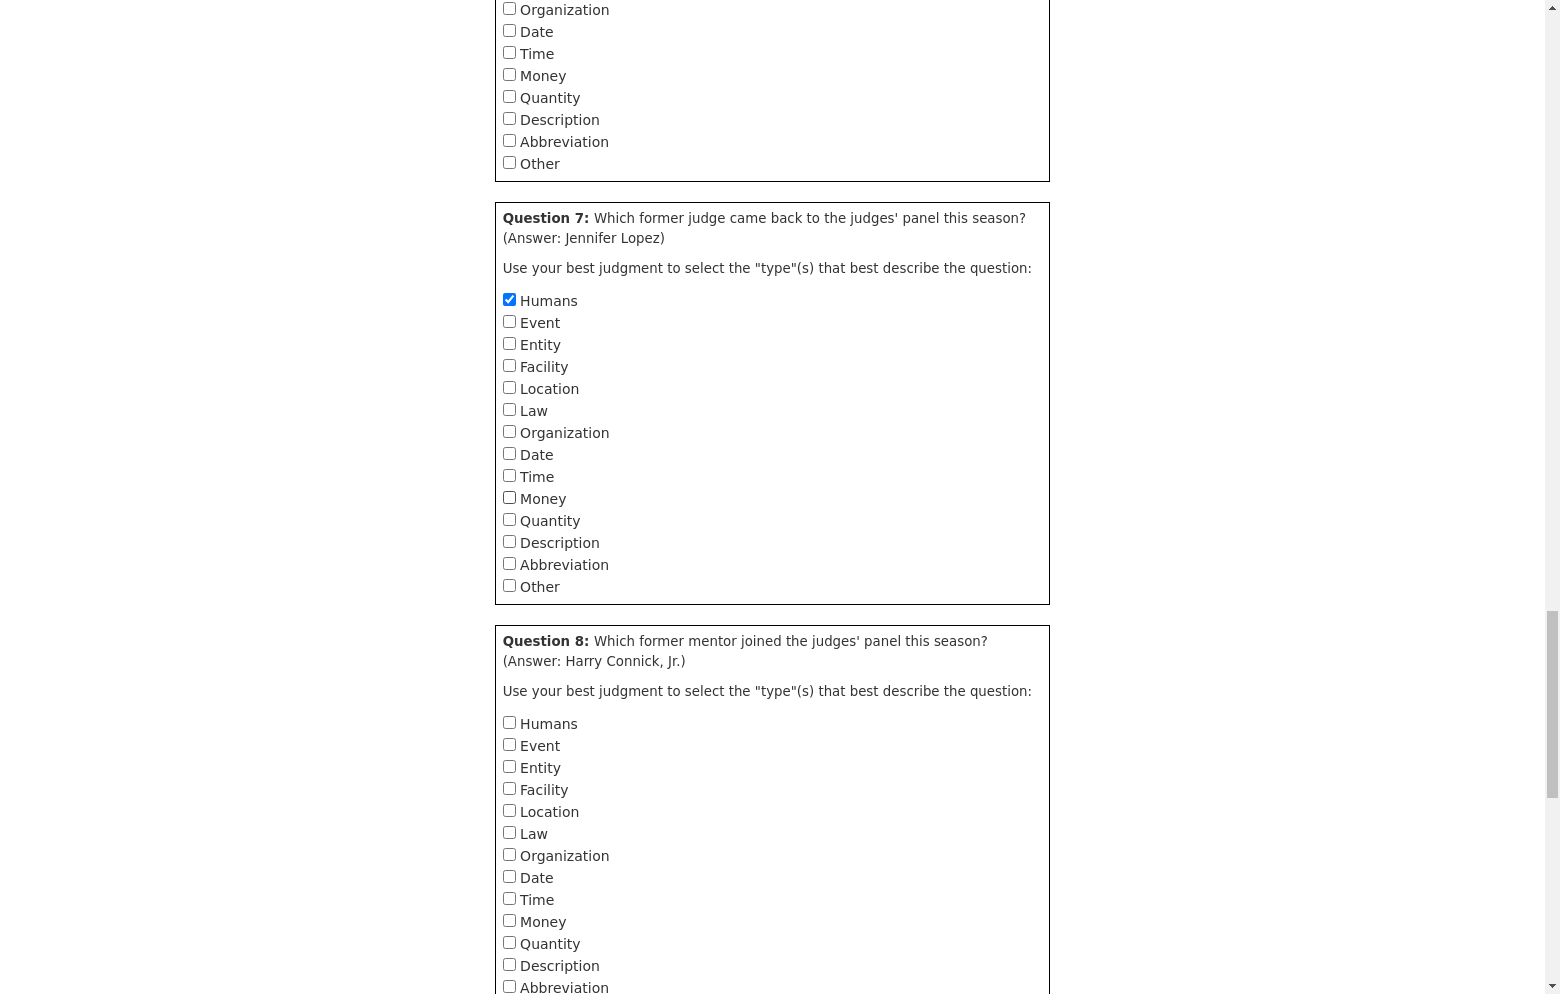 Organization
Date
Time
Money
Quantity
Description
Abbreviation
Other
Question 7: Which former judge came back to the judges' panel this season?
(Answer: Jennifer Lopez)
Use your best judgment to select the "type"(s) that best describe the question:
Humans
Event
Entity
Facility
Location
Law
Organization
Date
Time
Money
Quantity
Description
Abbreviation
Other
Question 8: Which former mentor joined the judges' panel this season?
(Answer: Harry Connick, Jr.)
Use your best judgment to select the "type"(s) that best describe the question:
Humans
Event
Entity
Facility
Location
Law
Organization
Date
Time
Money
Quantity
Description
Abbreviation